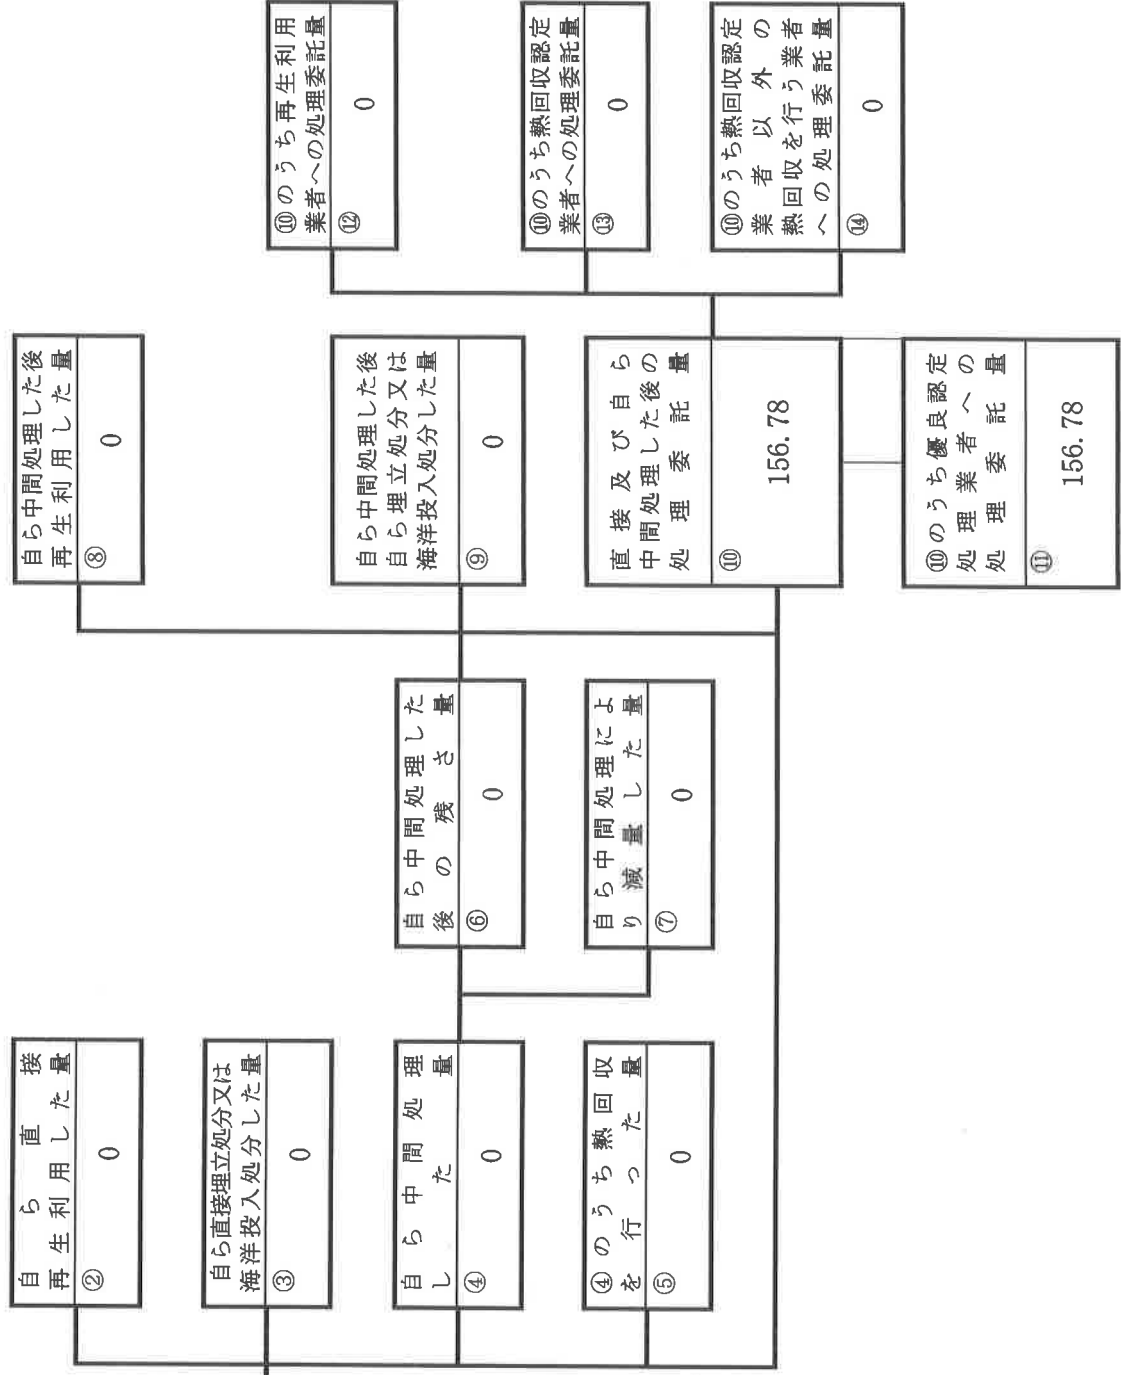 自ら直接
再生利用した量
②
0
自ら直接埋立処分又は
海洋投入処分した量
③
0
自ら中間処理
した量
④
0
④のうち熱回収
を行った量
⑤
0
自ら中間処理した
後の残さ量
⑥
0
自ら中間処理によ
り減量した量
⑦
0
自ら中間処理した後
再生利用した量
⑧
0
自ら中間処理した後
自ら埋立処分又は
海洋投入処分した量
⑨
0
直接及び自ら
中間処理した後の
処理委託量
⑩
156.78
⑩のうち優良認定
処理業者への
処理委託量
⑪
156.78
⑩のうち再生利用
業者への処理委託量
⑫
0
⑩のうち熱回収認定
業者への処理委託量
⑬
0
⑩のうち熱回収認定
業者以外の
熱回収を行う業者
への処理委託量
⑭
0